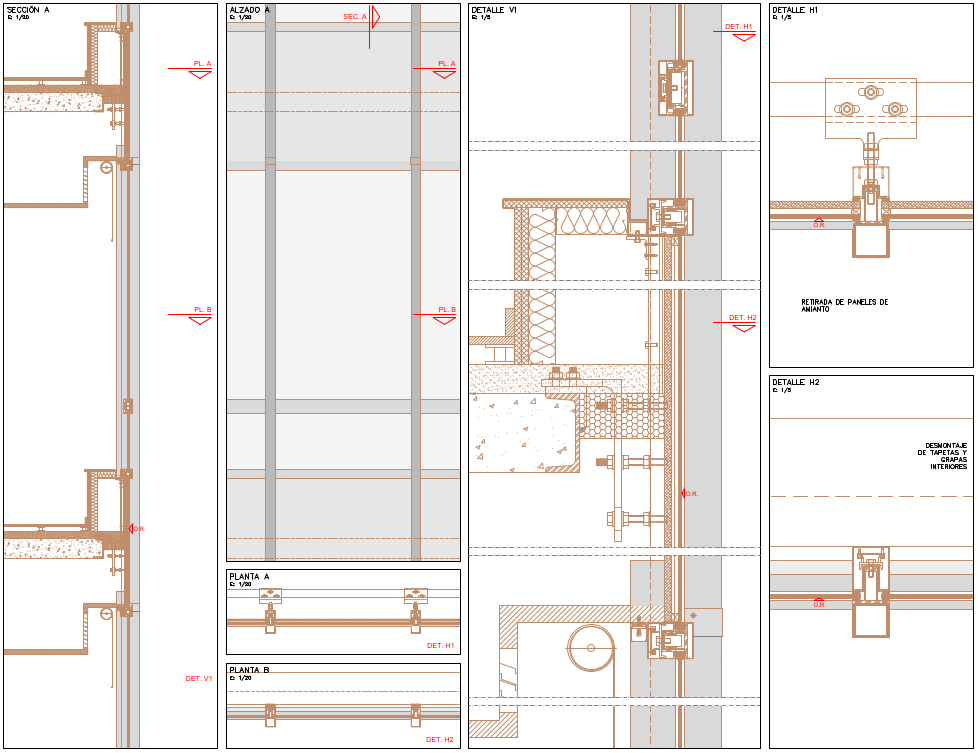 SECCIÓN A
E: 1/20
PL. A
PL. B
O.R.
DET. V1
ALZADO A
E: 1/20
SEC. A
PL. A
PL. B
PLANTA A
E: 1/20
DET. H1
PLANTA B
E: 1/20
DET. H2
DETALLE V1
E: 1/5
DET. H1
DET. H2
O.R.
DETALLE H1
E: 1/5
O.R.
RETIRADA DE PANELES DE
AMIANTO
DETALLE H2
E: 1/5
DESMONTAJE
DE TAPETAS Y
GRAPAS
INTERIORES
O.R.